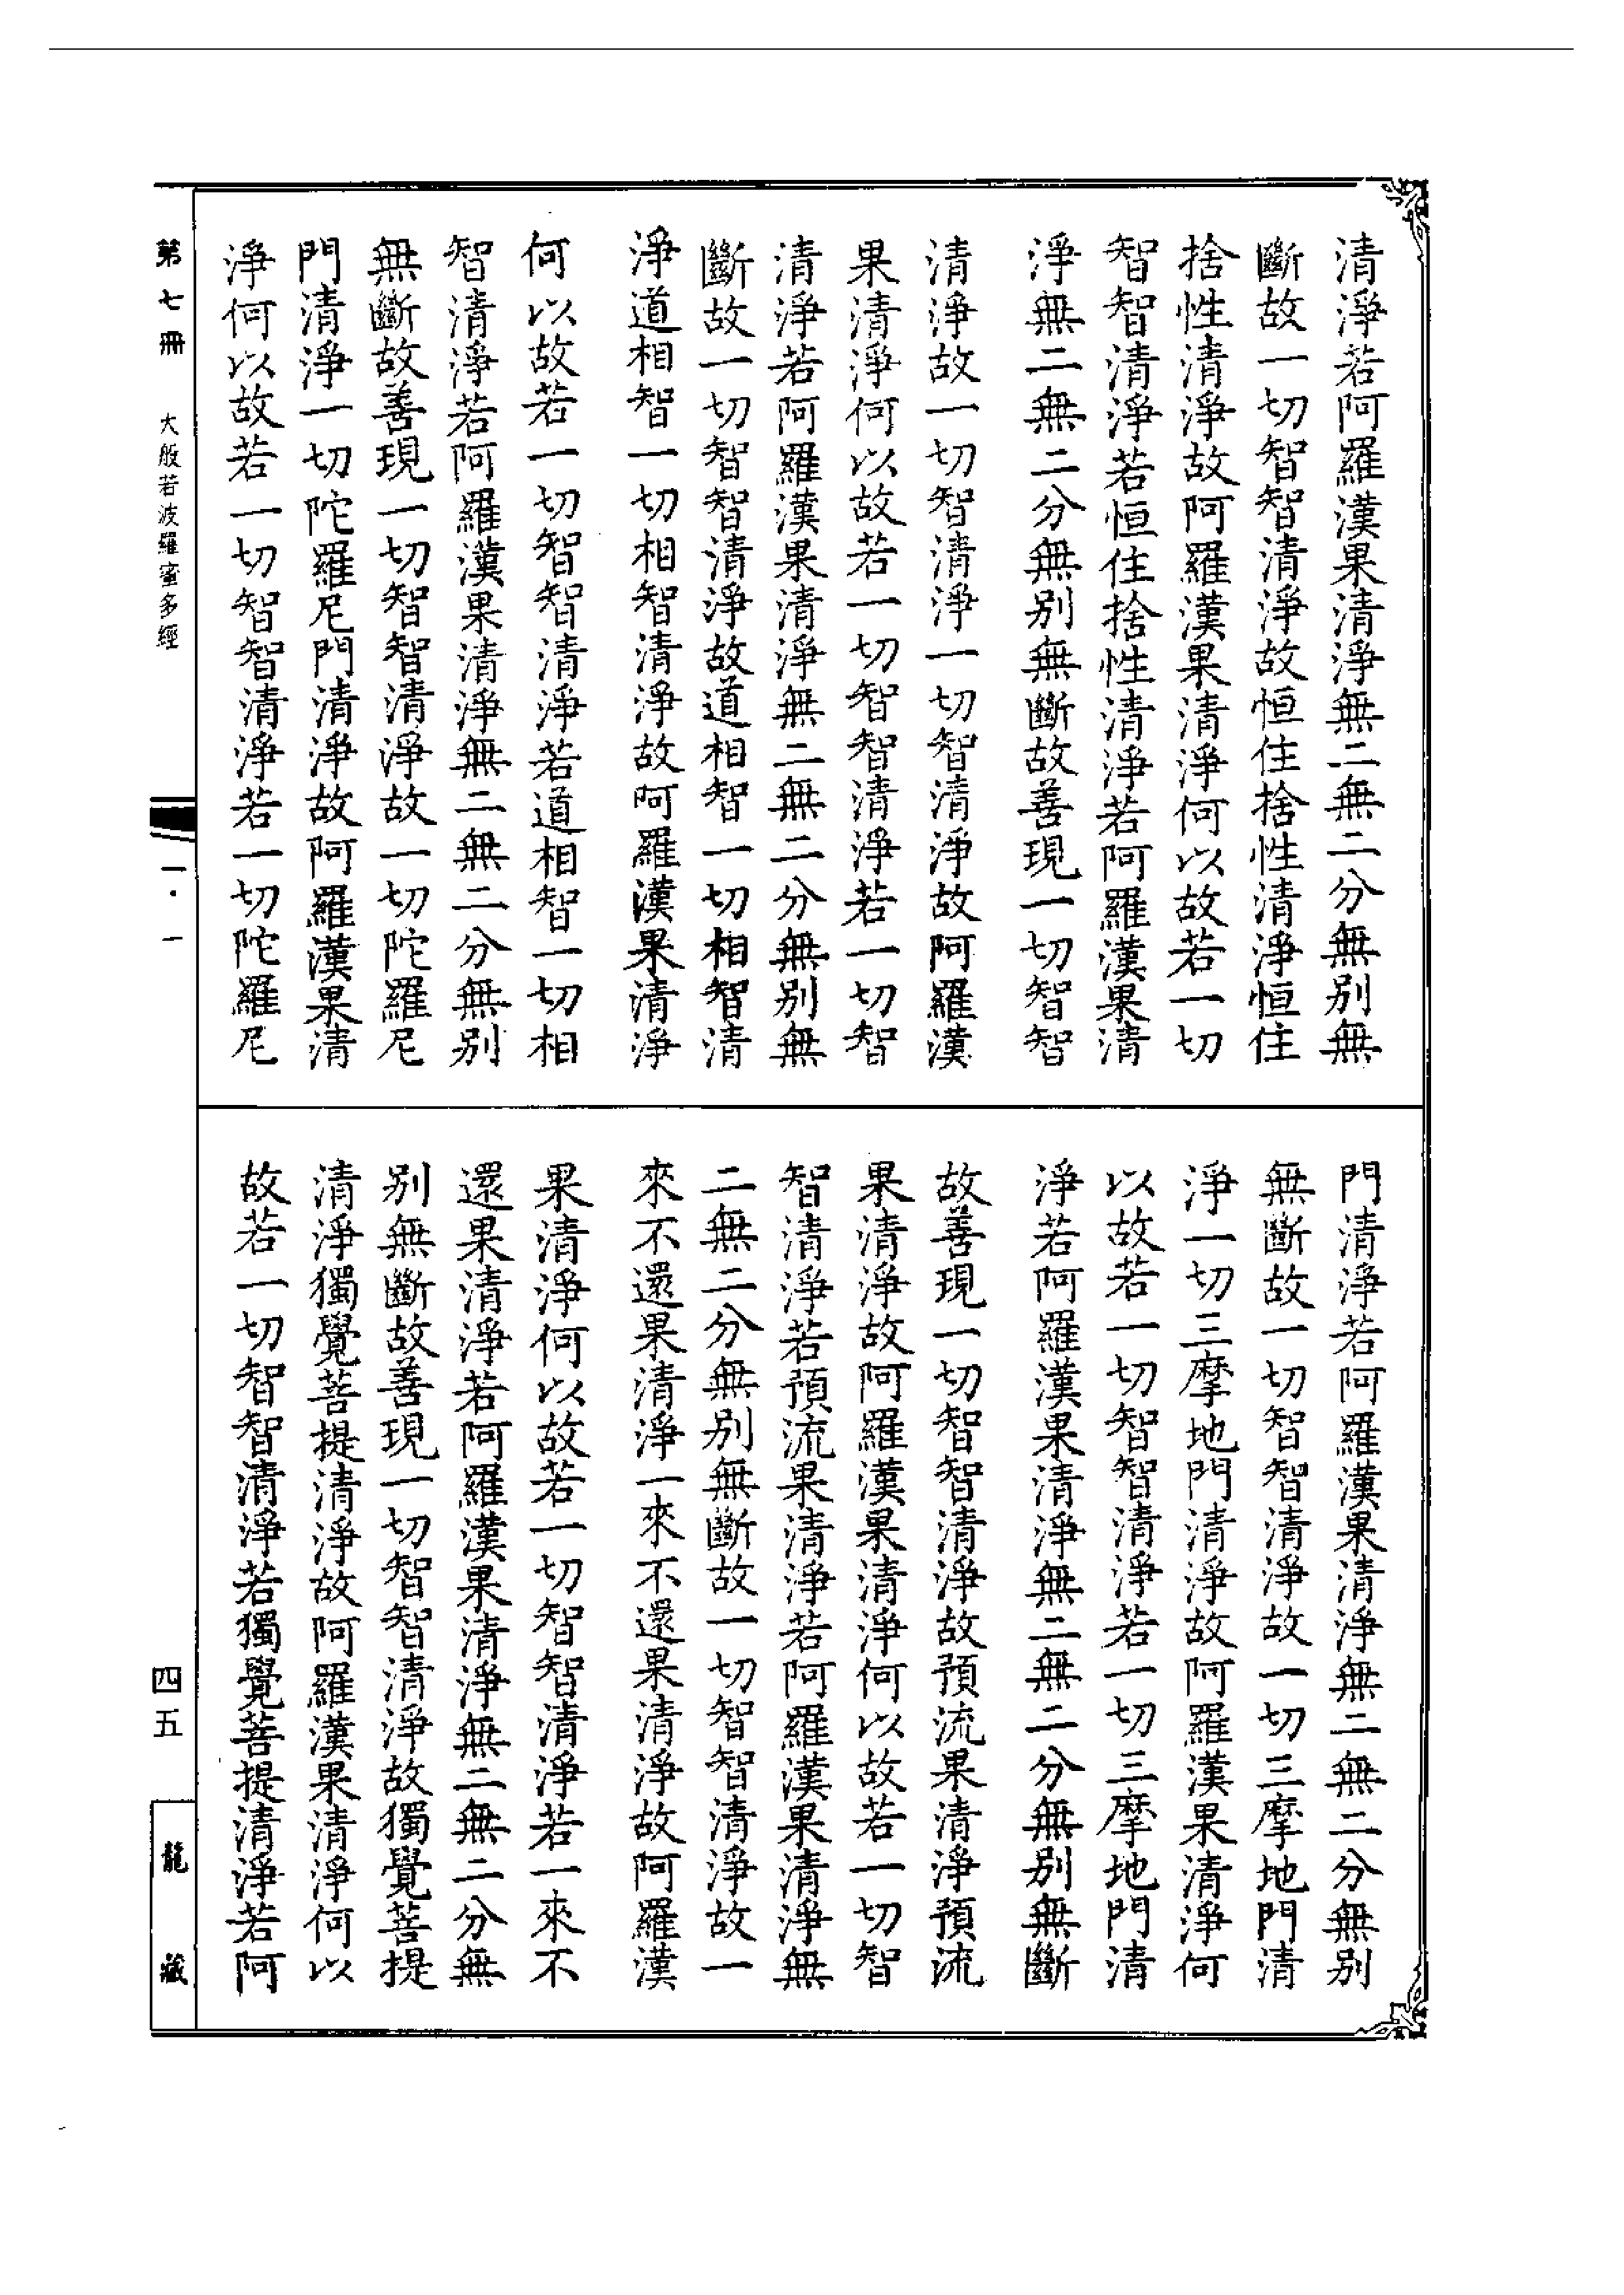 清淨若阿羅漢果清淨無二無二分無別無
斷故一切智智清淨故恒住捨性清淨恒住
捨性清淨故阿羅漢果清淨何以故若一切
智智清淨若恒住捨性清淨若阿羅漢果清
淨無二無二分無別無斷故善現一切智智
清淨故一切智清淨一切智清淨故阿羅漢
果清淨何以故若一切智智清淨若一切智
清淨若阿羅漢果清淨無二無二分無別無
斷故一切智智清淨故道相智一切相智清
淨道相智一切相智清淨故阿羅漢果清淨
何以故若一切智智清淨若道相智一切相
智清淨若阿羅漢果清淨無二無二分無別
無斷故善現一切智智清淨故一切陀羅尼
門清淨一切陀羅尼門清淨故阿羅漢果清
淨何以故若一切智智清淨若一切陀羅尼
門清淨若阿羅漢果清淨無二無二分無別
無斷故一切智智清淨故一切三摩地門清
淨一切三摩地門清淨故阿羅漢果清淨何
以故若一切智智清淨若一切三摩地門清
淨若阿羅漢果清淨無二無二分無別無斷
故善現一切智智清淨故預流果清淨預流
果清淨故阿羅漢果清淨何以故若一切智
智清淨若預流果清淨若阿羅漢果清淨無
二無二分無別無斷故一切智智清淨故一
來不還果清淨一來不還果清淨故阿羅漢
果清淨何以故若一切智智清淨若一來不
還果清淨若阿羅漢果清淨無二無二分無
別無斷故善現一切智智清淨故獨覺菩提
清淨獨覺菩提清淨故阿羅漢果清淨何以
故若一切智智清淨若獨覺菩提清淨若阿
第七冊 大般若波羅蜜多經
一·一
四五
龍藏